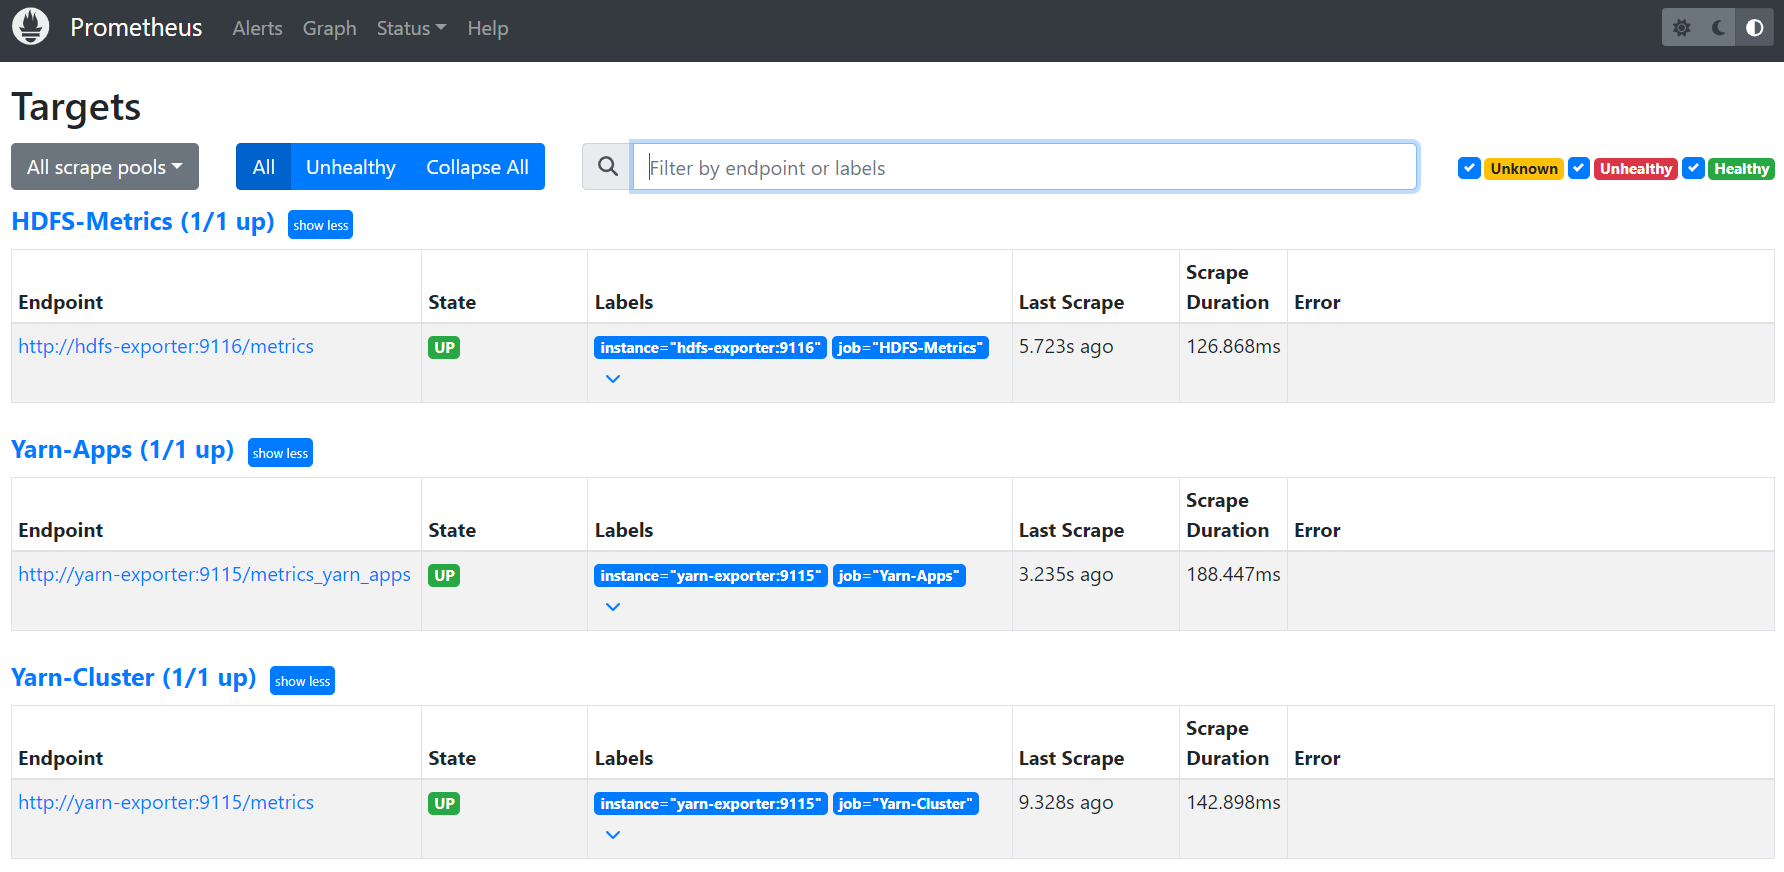 Prometheus Alerts Graph Status Help
Targets
All scrape pools All Unhealthy Collapse All Filter by endpoint or labels Unknown Unhealthy Healthy
HDFS-Metrics (1/1 up) show less
Endpoint State Labels Last Scrape Scrape Duration Error
http://hdfs-exporter:9116/metrics UP instance="hdfs-exporter:9116" job="HDFS-Metrics" 5.723s ago 126.868ms
Yarn-Apps (1/1 up) show less
Endpoint State Labels Last Scrape Scrape Duration Error
http://yarn-exporter:9115/metrics_yarn_apps UP instance="yarn-exporter:9115" job="Yarn-Apps" 3.235s ago 188.447ms
Yarn-Cluster (1/1 up) show less
Endpoint State Labels Last Scrape Scrape Duration Error
http://yarn-exporter:9115/metrics UP instance="yarn-exporter:9115" job="Yarn-Cluster" 9.328s ago 142.898ms